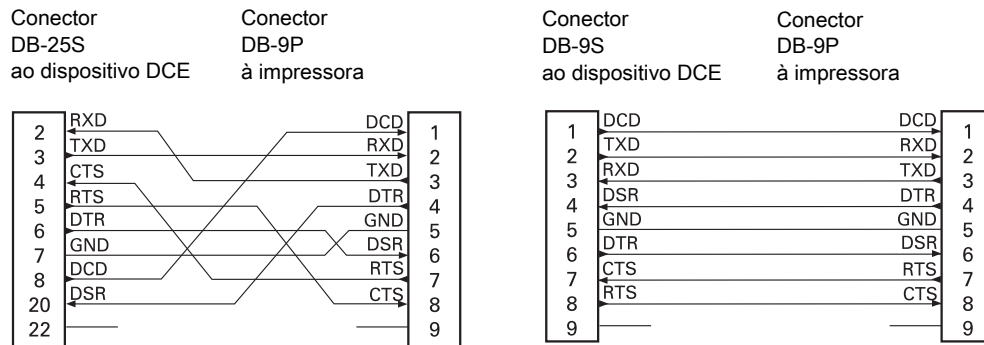 Conector
DB-25S
ao dispositivo DCE
Conector
DB-9P
à impressora
2 RXD DCD 1
3 TXD RXD 2
4 CTS TXD 3
5 RTS DTR 4
6 DTR GND 5
7 GND DSR 6
8 DCD RTS 7
20 DSR CTS 8
22 9
Conector
DB-9S
ao dispositivo DCE
Conector
DB-9P
à impressora
1 DCD DCD 1
2 TXD RXD 2
3 RXD TXD 3
4 DSR DTR 4
5 GND GND 5
6 DTR DSR 6
7 CTS RTS 7
8 RTS CTS 8
9 9